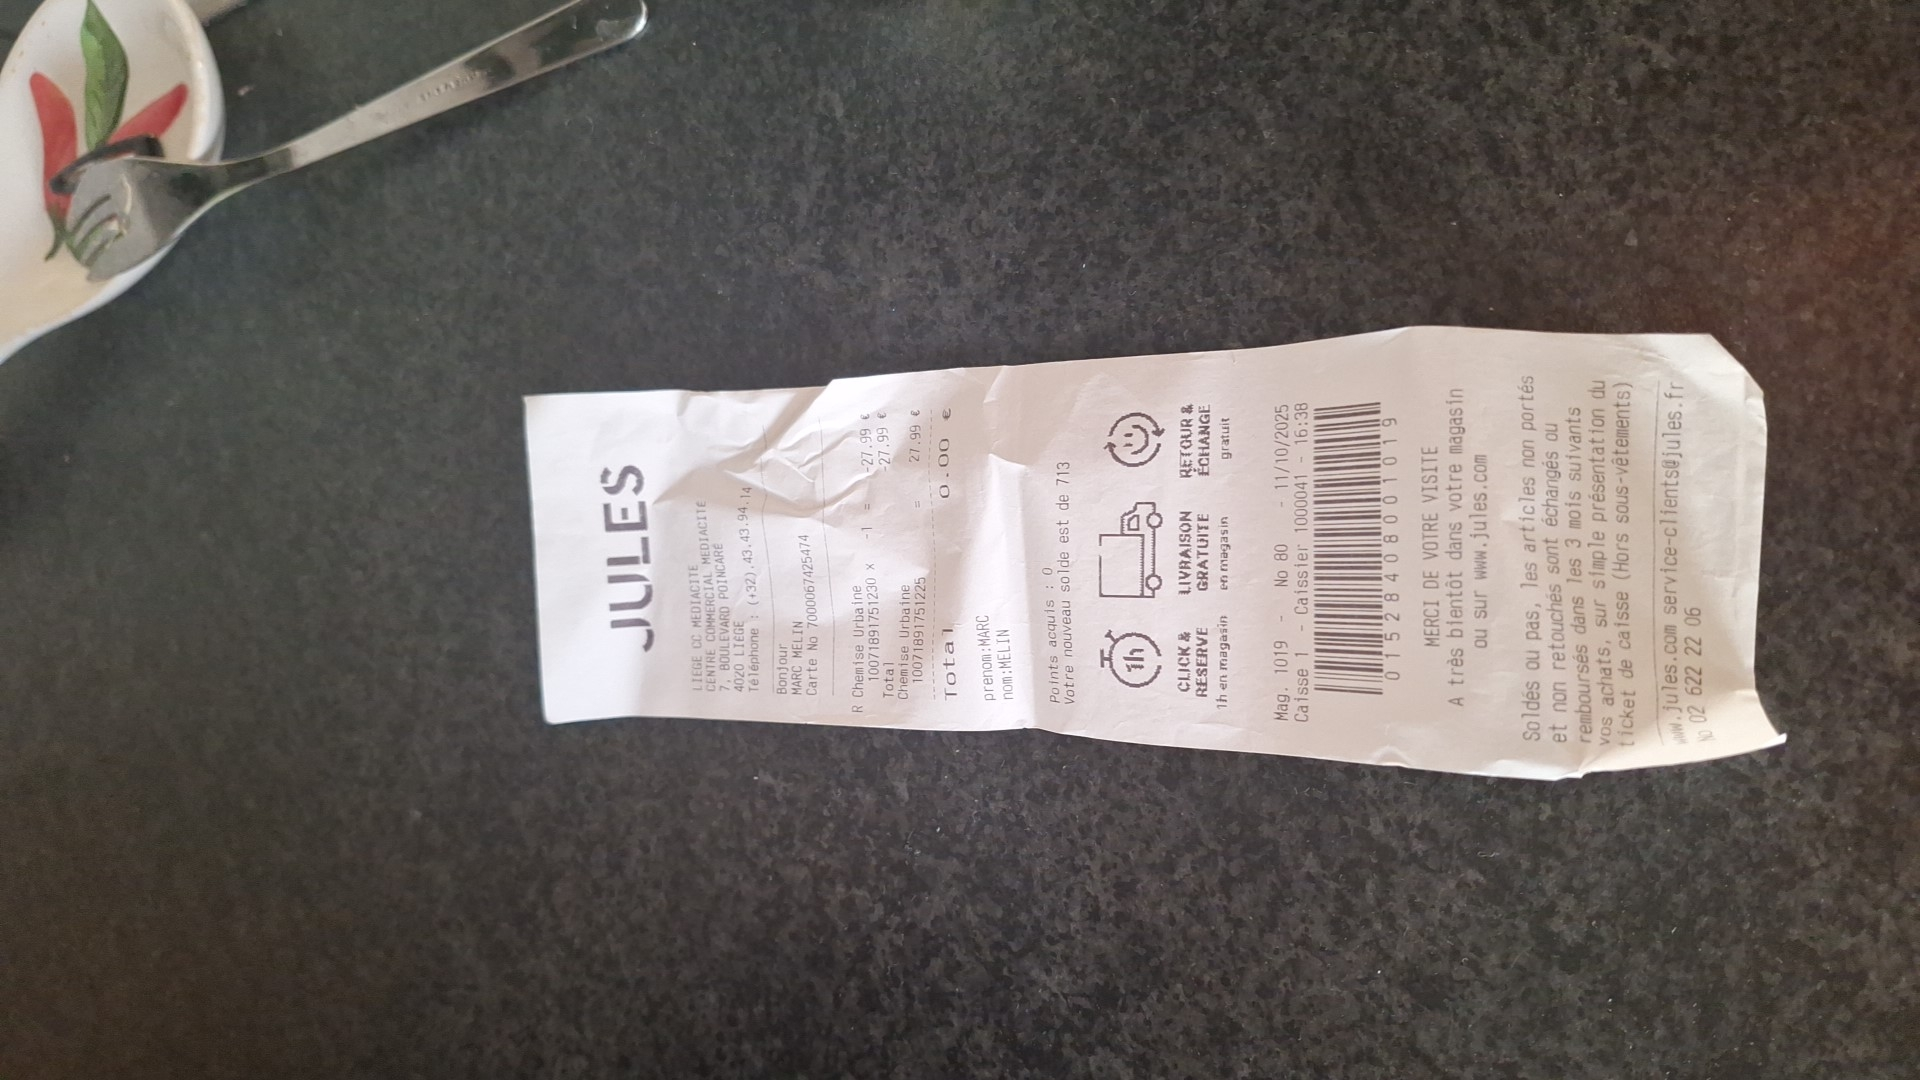 JULES
LIEGE CC MEDIACITE
CENTRE COMMERCIAL MEDIACITE
7, BOULEVARD POINCARÉ
4020 LIÈGE
Téléphone : (+32).43.43.94.14
Bonjour
MARC MELIN
Carte No 7000067425474
R Chemise Urbaine
10071891751230 x -1 = -27.99 €
Total -27.99 €
Chemise Urbaine
10071891751225 = 27.99 €
Total 0.00 €
prenom:MARC
nom:MELIN
Points acquis : 0
Votre nouveau solde est de 713
1h
CLICK & RESERVE
1h en magasin
LIVRAISON GRATUITE
en magasin
RETOUR & ÉCHANGE
gratuit
Mag. 1019 - No 80 - 11/10/2025
Caisse 1 - Caissier 1000041 - 16:38
01528408001019
MERCI DE VOTRE VISITE
A très bientôt dans votre magasin
ou sur www.jules.com
Soldés ou pas, les articles non portés
et non retouchés sont échangés ou
remboursés dans les 3 mois suivants
vos achats, sur simple présentation du
ticket de caisse (Hors sous-vêtements)
www.jules.com service-clients@jules.fr
No 02 622 22 06